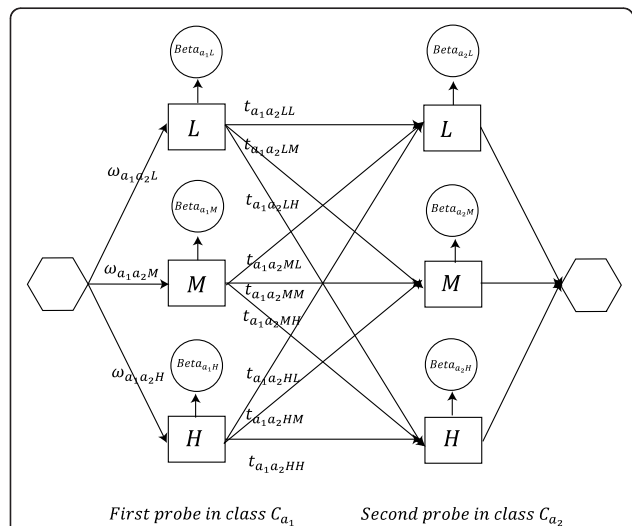 Beta_{a_1L} Beta_{a_2L}
t_{a_1a_2LL}
L L
t_{a_1a_2LM}
ω_{a_1a_2L}
t_{a_1a_2LH}
Beta_{a_1M} Beta_{a_2M}
t_{a_1a_2ML}
ω_{a_1a_2M} M M
t_{a_1a_2MM}
t_{a_1a_2MH}
Beta_{a_1H} Beta_{a_2H}
ω_{a_1a_2H} t_{a_1a_2HL}
t_{a_1a_2HM}
H H
t_{a_1a_2HH}
First probe in class C_{a_1} Second probe in class C_{a_2}